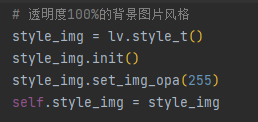 # 透明度100%的背景图片风格
style_img = lv.style_t()
style_img.init()
style_img.set_img_opa(255)
self.style_img = style_img